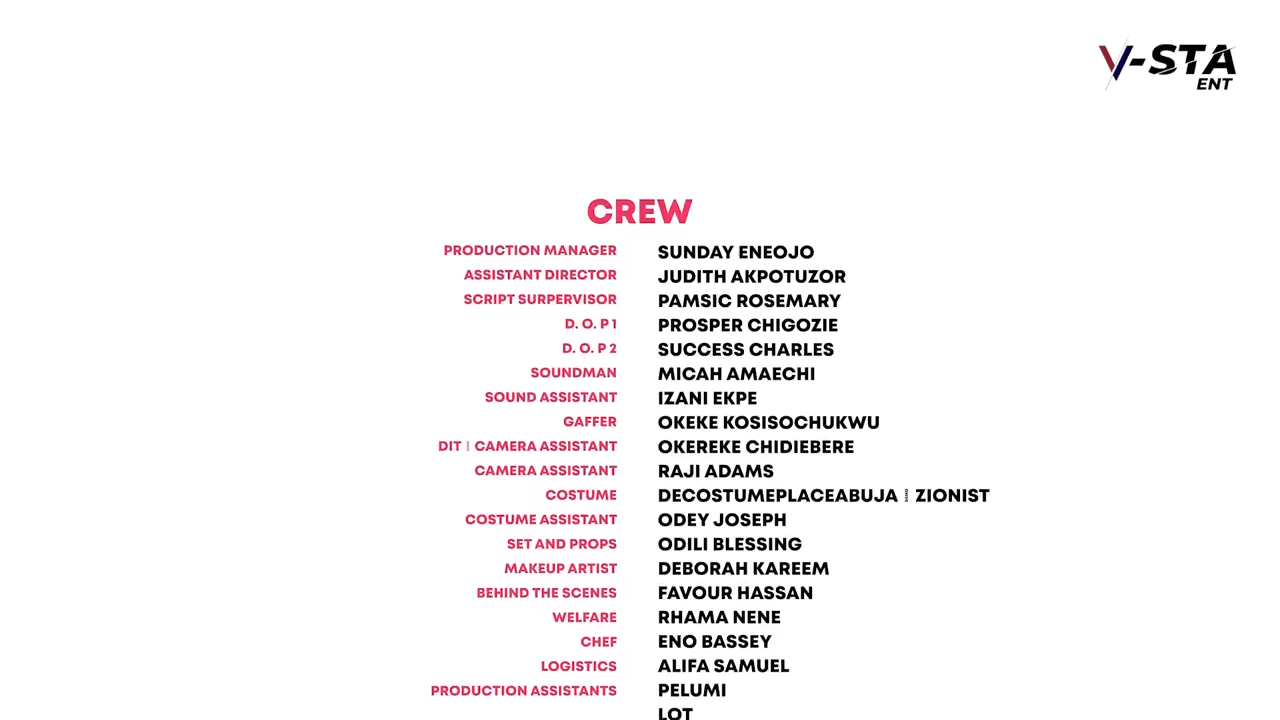 V-STA
ENT
CREW
PRODUCTION MANAGER SUNDAY ENEOJO
ASSISTANT DIRECTOR JUDITH AKPOTUZOR
SCRIPT SURPERVISOR PAMSIC ROSEMARY
D. O. P 1 PROSPER CHIGOZIE
D. O. P 2 SUCCESS CHARLES
SOUNDMAN MICAH AMAECHI
SOUND ASSISTANT IZANI EKPE
GAFFER OKEKE KOSISOCHUKWU
DIT | CAMERA ASSISTANT OKEREKE CHIDIEBERE
CAMERA ASSISTANT RAJI ADAMS
COSTUME DECOSTUMEPLACEABUJA ZIONIST
COSTUME ASSISTANT ODEY JOSEPH
SET AND PROPS ODILI BLESSING
MAKEUP ARTIST DEBORAH KAREEM
BEHIND THE SCENES FAVOUR HASSAN
WELFARE RHAMA NENE
CHEF ENO BASSEY
LOGISTICS ALIFA SAMUEL
PRODUCTION ASSISTANTS PELUMI
LOT